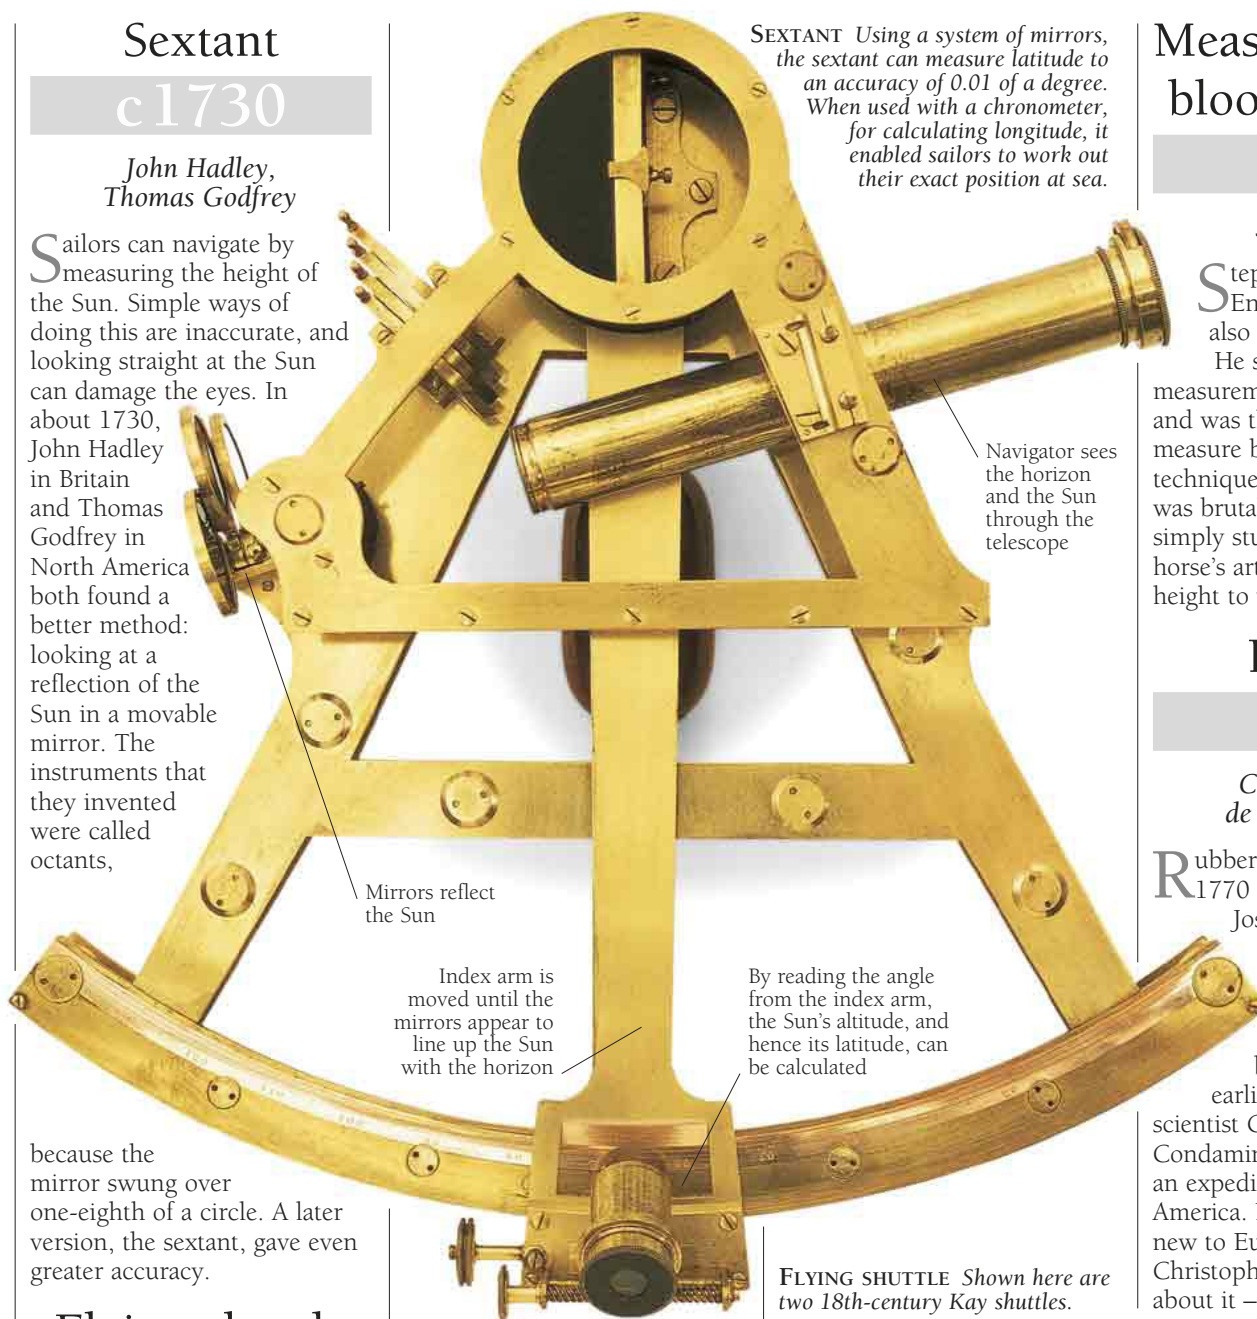 Sextant
c1730
John Hadley,
Thomas Godfrey
Sailors can navigate by
measuring the height of
the Sun. Simple ways of
doing this are inaccurate, and
looking straight at the Sun
can damage the eyes. In
about 1730,
John Hadley
in Britain
and Thomas
Godfrey in
North America
both found a
better method:
looking at a
reflection of the
Sun in a movable
mirror. The
instruments that
they invented
were called
octants,
because the
mirror swung over
one-eighth of a circle. A later
version, the sextant, gave even
greater accuracy.
SEXTANT Using a system of mirrors,
the sextant can measure latitude to
an accuracy of 0.01 of a degree.
When used with a chronometer,
for calculating longitude, it
enabled sailors to work out
their exact position at sea.
Navigator sees
the horizon
and the Sun
through the
telescope
Mirrors reflect
the Sun
Index arm is
moved until the
mirrors appear to
line up the Sun
with the horizon
By reading the angle
from the index arm,
the Sun's altitude, and
hence its latitude, can
be calculated
FLYING SHUTTLE Shown here are
two 18th-century Kay shuttles.
Meas
bloo
Step
En
also
He s
measurem
and was th
measure b
technique
was bruta
simply stu
horse's art
height to
C
de
Rubber
1770
Jos
earli
scientist C
Condamin
an expedi
America.
new to Eu
Christoph
about it –